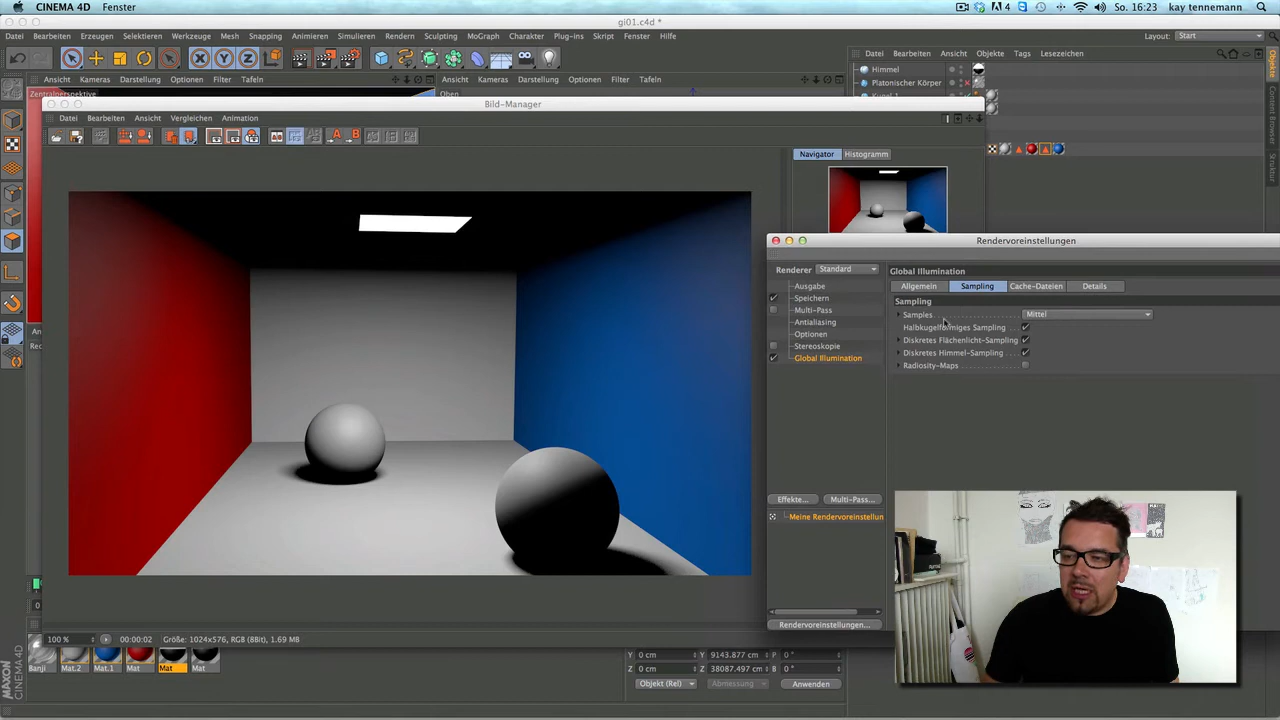 CINEMA 4D Fenster
4 So. 16:23 kay tennemann
gi01.c4d *
Datei Bearbeiten Erzeugen Selektieren Werkzeuge Mesh Snapping Animieren Simulieren Rendern Sculpting MoGraph Charakter Plug-ins Skript Fenster Hilfe
Layout: Start
X Y Z
Datei Bearbeiten Ansicht Objekte Tags Lesezeichen
Himmel
Platonischer Körper
Kugel.1
Objekte
Content Browser
Struktur
Ansicht Kameras Darstellung Optionen Filter Tafeln
Zentralperspektive
Ansicht Kameras Darstellung Optionen Filter Tafeln
Oben
Bild-Manager
Datei Bearbeiten Ansicht Vergleichen Animation
A B
Navigator Histogramm
Rendervoreinstellungen
Renderer Standard
Ausgabe
Speichern
Multi-Pass
Antialiasing
Optionen
Stereoskopie
Global Illumination
Effekte... Multi-Pass...
Meine Rendervoreinstellun
Rendervoreinstellungen...
Global Illumination
Allgemein Sampling Cache-Dateien Details
Sampling
Samples Mittel
Halbkugelförmiges Sampling
Diskretes Flächenlicht-Sampling
Diskretes Himmel-Sampling
Radiosity-Maps
100 % 00:00:02 Größe: 1024x576, RGB (8Bit), 1.69 MB
Banji Mat.2 Mat.1 Mat Mat Mat
Y 0 cm Y 9143.877 cm P 0 °
Z 0 cm Z 38087.497 cm B 0 °
Objekt (Rel) Abmessung Anwenden
MAXON
CINEMA 4D